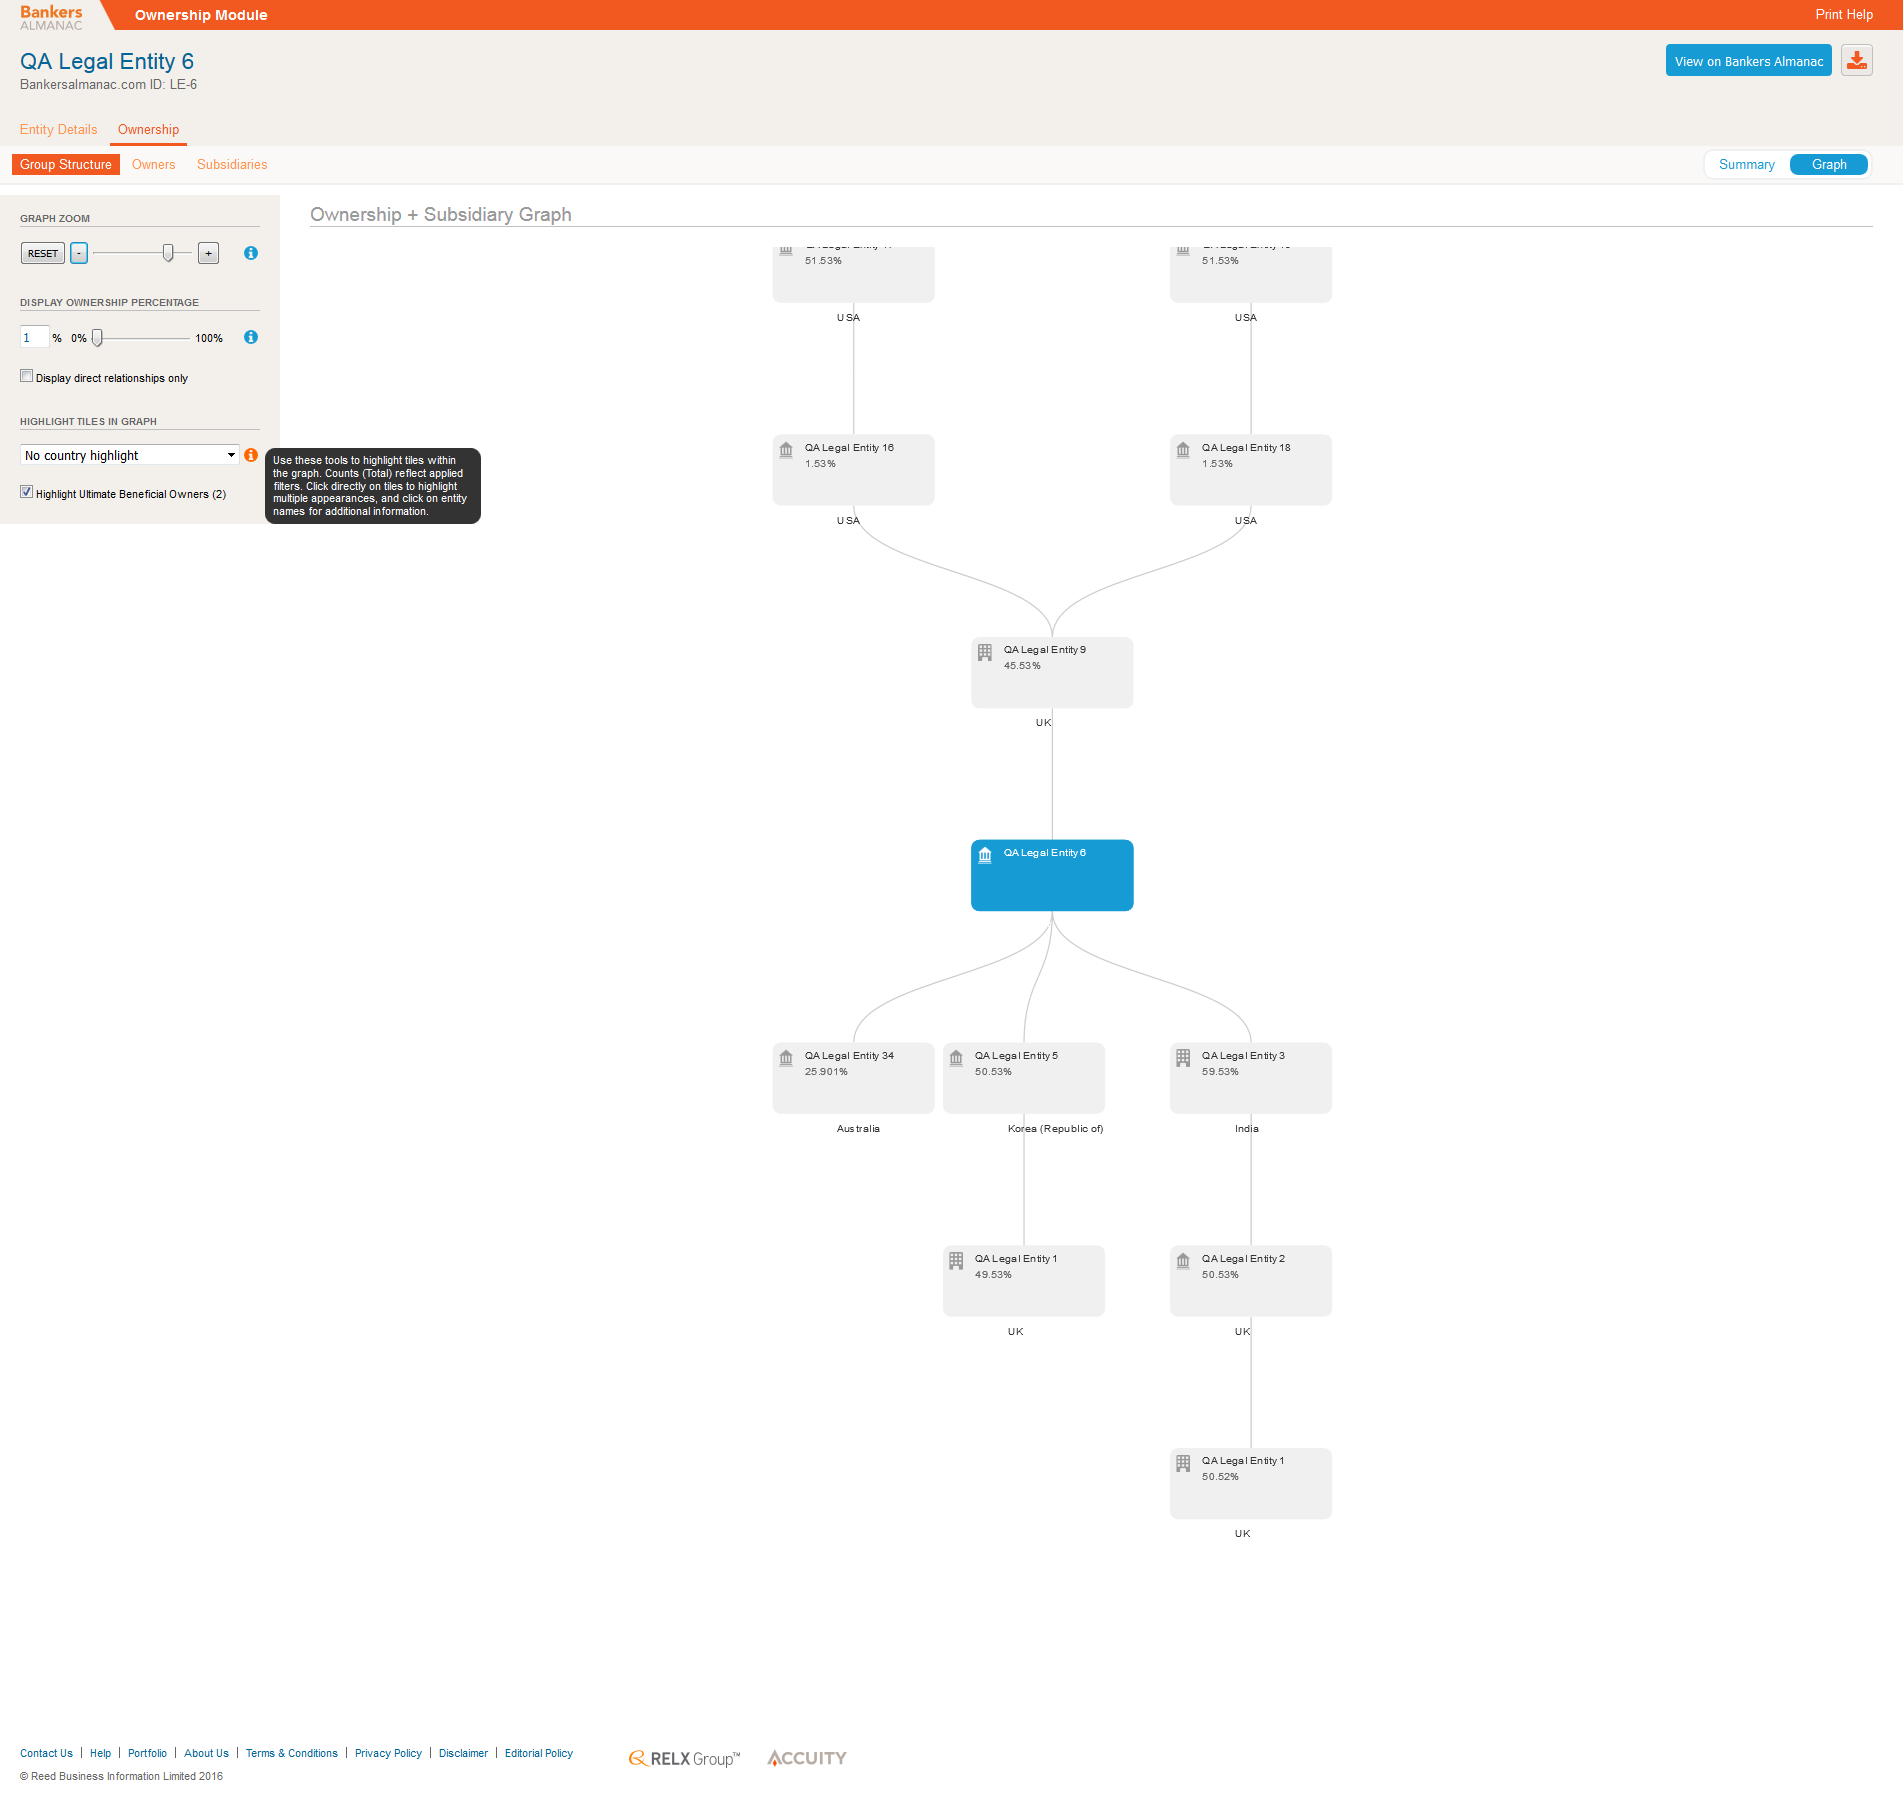 Bankers
ALMANAC
Ownership Module
Print Help
QA Legal Entity 6
Bankersalmanac.com ID: LE-6
View on Bankers Almanac
Entity Details
Ownership
Group Structure
Owners
Subsidiaries
Summary
Graph
GRAPH ZOOM
RESET
-
+
DISPLAY OWNERSHIP PERCENTAGE
1 % 0% 100%
Display direct relationships only
HIGHLIGHT TILES IN GRAPH
No country highlight
Highlight Ultimate Beneficial Owners (2)
Use these tools to highlight tiles within
the graph. Counts (Total) reflect applied
filters. Click directly on tiles to highlight
multiple appearances, and click on entity
names for additional information.
Ownership + Subsidiary Graph
QA Legal Entity
51.53%
USA
QA Legal Entity
51.53%
USA
QA Legal Entity 16
1.53%
USA
QA Legal Entity 18
1.53%
USA
QA Legal Entity 9
45.53%
UK
QA Legal Entity 6
QA Legal Entity 34
25.901%
Australia
QA Legal Entity 5
50.53%
Korea (Republic of)
QA Legal Entity 3
59.53%
India
QA Legal Entity 1
49.53%
UK
QA Legal Entity 2
50.53%
UK
QA Legal Entity 1
50.52%
UK
Contact Us | Help | Portfolio | About Us | Terms & Conditions | Privacy Policy | Disclaimer | Editorial Policy
© Reed Business Information Limited 2016
RELX Group™
ACCUITY